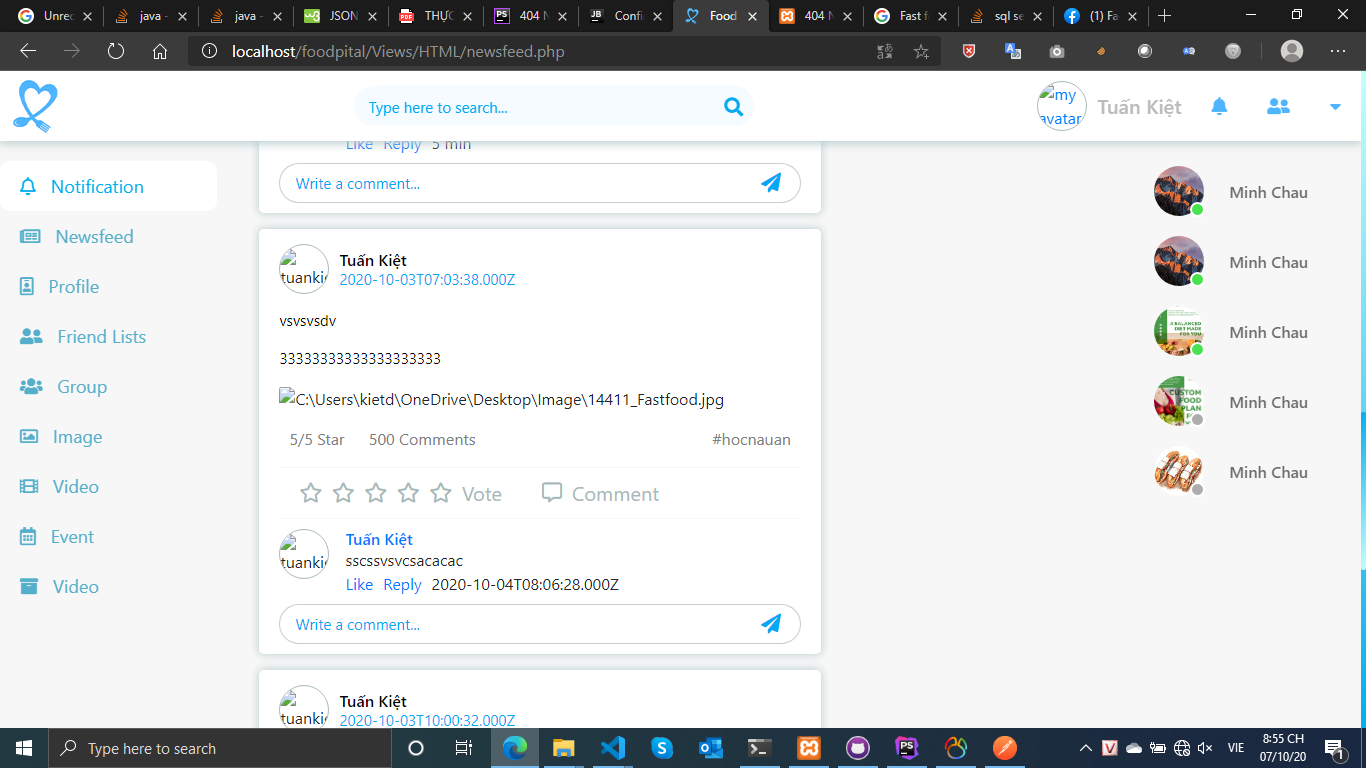 Unrec
java -
java -
JSON
THỰC
404 N
Confi
Food
404 N
Fast f
sql se
(1) Fa
localhost/foodpital/Views/HTML/newsfeed.php
Type here to search...
my avatar
Tuấn Kiệt
Notification
Newsfeed
Profile
Friend Lists
Group
Image
Video
Event
Video
Like Reply 5 min
Write a comment...
tuankie
Tuấn Kiệt
2020-10-03T07:03:38.000Z
vsvsvsdv
33333333333333333333
C:\Users\kietd\OneDrive\Desktop\Image\14411_Fastfood.jpg
5/5 Star 500 Comments #hocnauan
Vote Comment
tuankie
Tuấn Kiệt
sscssvsvcsacacac
Like Reply 2020-10-04T08:06:28.000Z
Write a comment...
tuankie
Tuấn Kiệt
2020-10-03T10:00:32.000Z
Minh Chau
Minh Chau
A BALANCED
DIET MADE
FOR YOU
Minh Chau
CUSTOM
FOOD
PLAN
Minh Chau
Minh Chau
Type here to search
VIE
8:55 CH
07/10/20
1